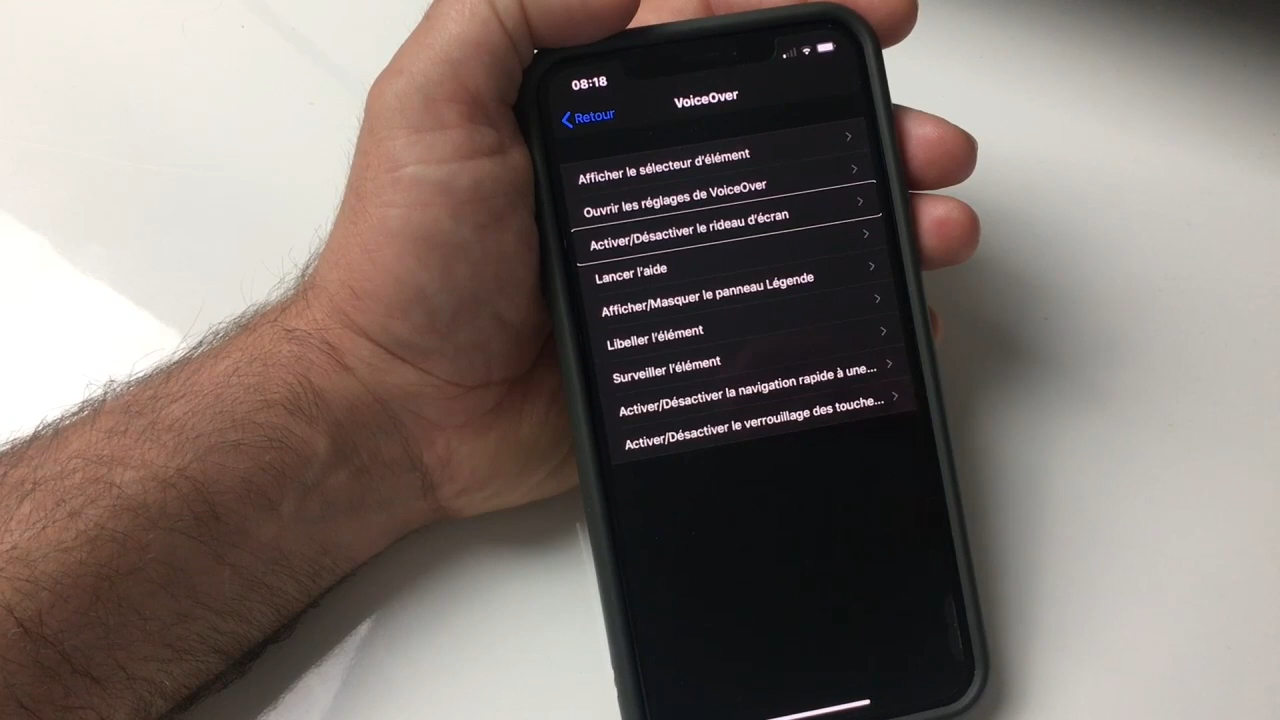 08:18
Retour
VoiceOver
Afficher le sélecteur d'élément
Ouvrir les réglages de VoiceOver
Activer/Désactiver le rideau d'écran
Lancer l'aide
Afficher/Masquer le panneau Légende
Libeller l'élément
Surveiller l'élément
Activer/Désactiver la navigation rapide à une...
Activer/Désactiver le verrouillage des touche...